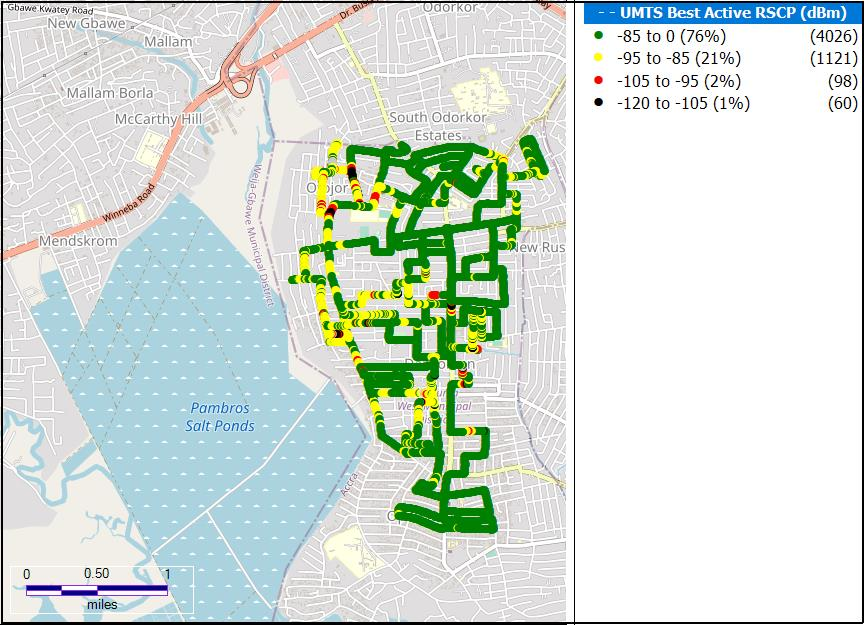 Gbawe Kwatey Road
New Gbawe
Mallam
Dr. Bus
Odorkor
Mallam Borla
McCarthy Hill
South Odorkor
Estates
Weija-Gbawe Municipal District
Winneba Road
Mendskrom
New Rus
Pambros
Salt Ponds
Accra
0 0.50 1
miles
- - UMTS Best Active RSCP (dBm)
-85 to 0 (76%) (4026)
-95 to -85 (21%) (1121)
-105 to -95 (2%) (98)
-120 to -105 (1%) (60)